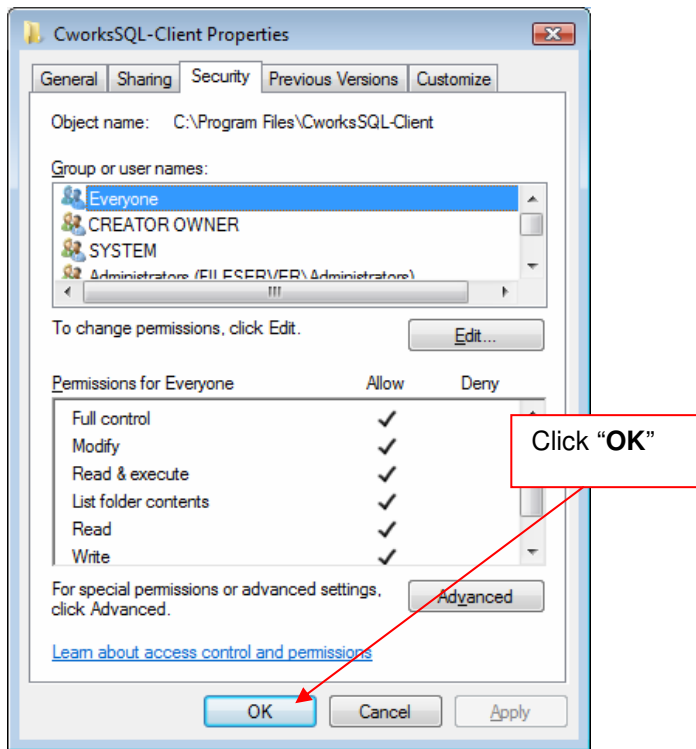 CworksSQL-Client Properties
General Sharing Security Previous Versions Customize
Object name: C:\Program Files\CworksSQL-Client
Group or user names:
Everyone
CREATOR OWNER
SYSTEM
Administrators (FILESERVER\Administrators)
To change permissions, click Edit.
Edit...
Permissions for Everyone Allow Deny
Full control
Modify
Read & execute
List folder contents
Read
Write
Click “OK”
For special permissions or advanced settings,
click Advanced.
Advanced
Learn about access control and permissions
OK Cancel Apply